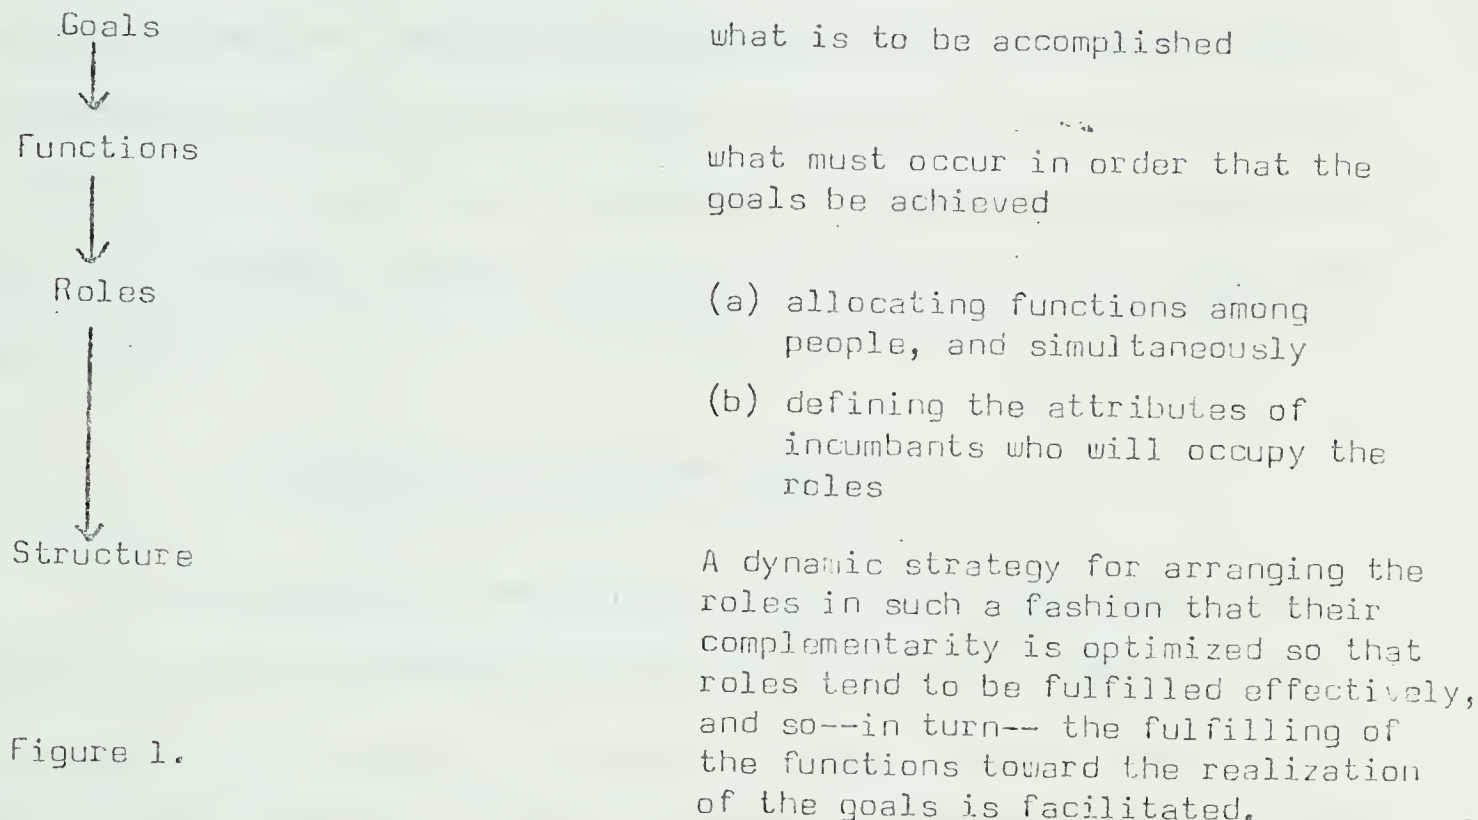 Goals
what is to be accomplished
Functions
what must occur in order that the
goals be achieved
Roles
(a) allocating functions among
people, and simultaneously
(b) defining the attributes of
incumbants who will occupy the
roles
Structure
A dynamic strategy for arranging the
roles in such a fashion that their
complementarity is optimized so that
roles tend to be fulfilled effectively,
and so--in turn-- the fulfilling of
the functions toward the realization
of the goals is facilitated.
Figure 1.